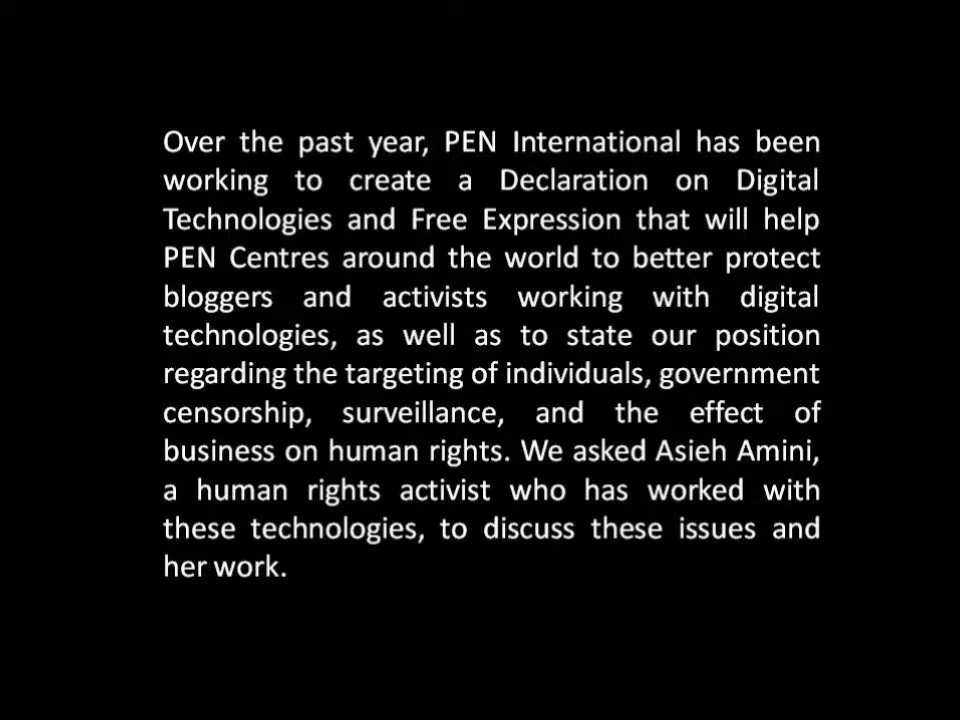 Over the past year, PEN International has been
working to create a Declaration on Digital
Technologies and Free Expression that will help
PEN Centres around the world to better protect
bloggers and activists working with digital
technologies, as well as to state our position
regarding the targeting of individuals, government
censorship, surveillance, and the effect of
business on human rights. We asked Asieh Amini,
a human rights activist who has worked with
these technologies, to discuss these issues and
her work.